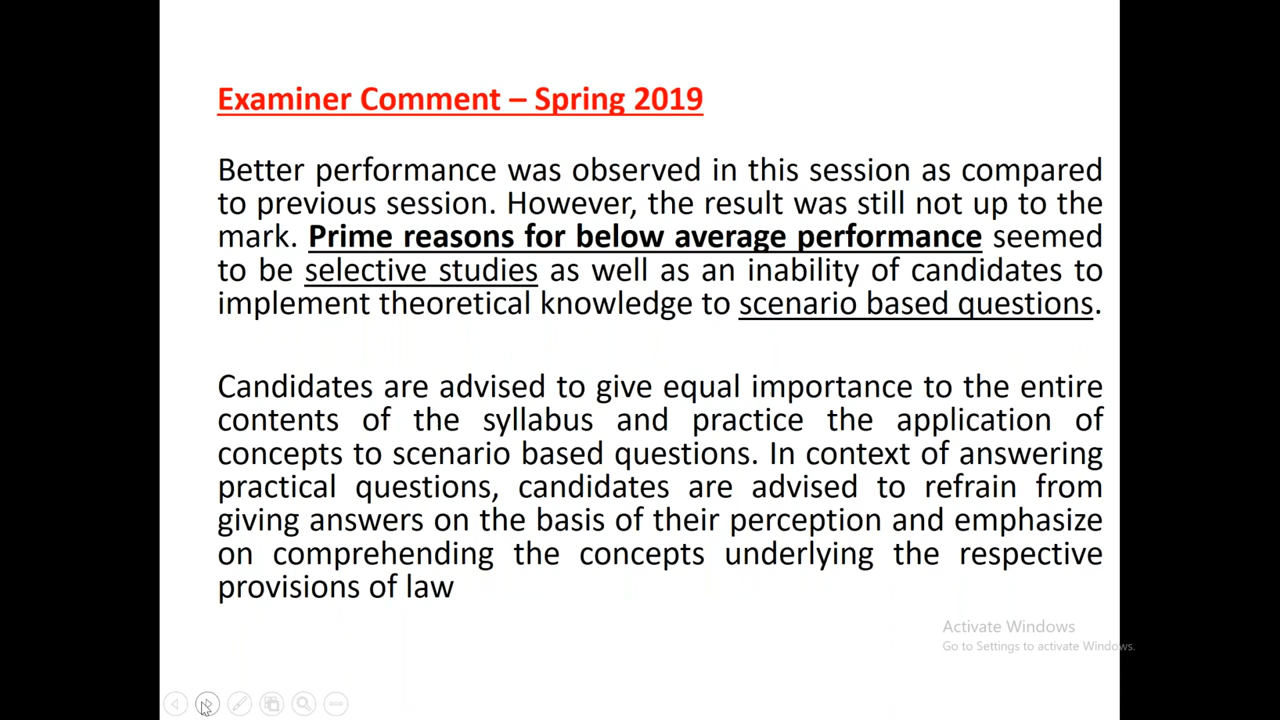 Examiner Comment – Spring 2019
Better performance was observed in this session as compared
to previous session. However, the result was still not up to the
mark. Prime reasons for below average performance seemed
to be selective studies as well as an inability of candidates to
implement theoretical knowledge to scenario based questions.
Candidates are advised to give equal importance to the entire
contents of the syllabus and practice the application of
concepts to scenario based questions. In context of answering
practical questions, candidates are advised to refrain from
giving answers on the basis of their perception and emphasize
on comprehending the concepts underlying the respective
provisions of law
Activate Windows
Go to Settings to activate Windows.